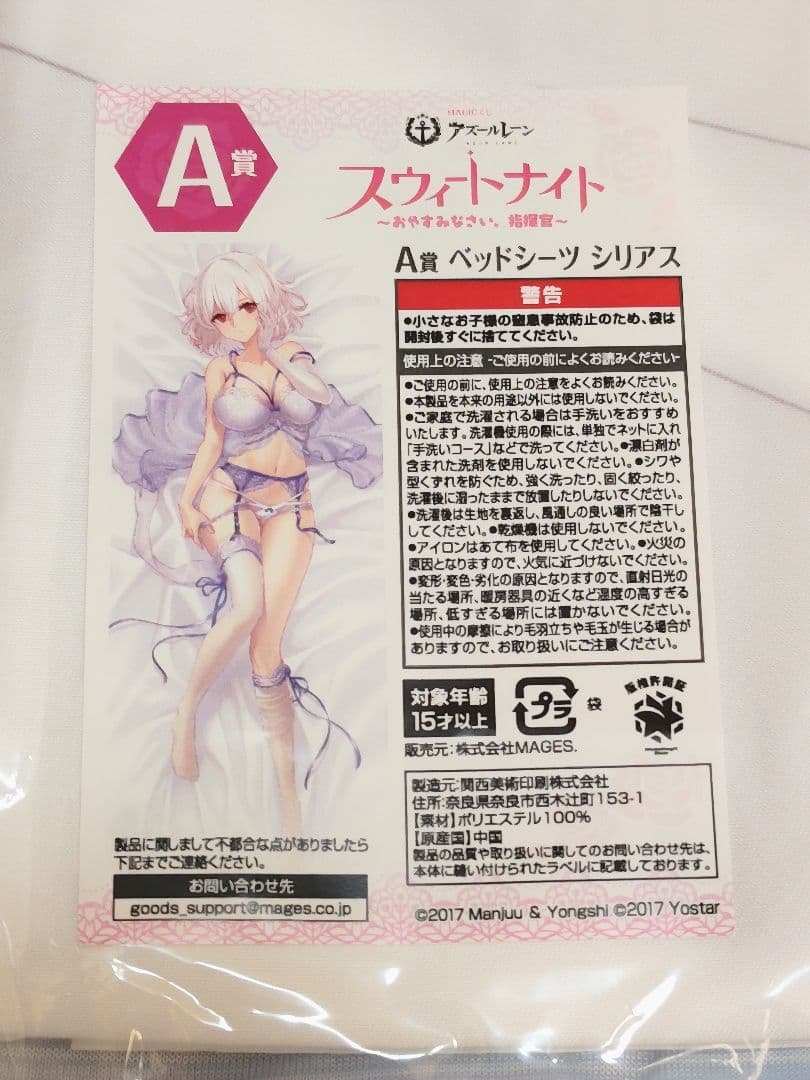 A賞
MAGICくじ
アズールレーン
AZUR LANE
スウィートナイト
～おやすみなさい。指揮官～
A賞 ベッドシーツ シリアス
警告
●小さなお子様の窒息事故防止のため、袋は
開封後すぐに捨ててください。
使用上の注意 -ご使用の前によくお読みください-
●ご使用の前に、使用上の注意をよくお読みください。
●本製品を本来の用途以外には使用しないでください。
●ご家庭で洗濯される場合は手洗いをおすすめ
いたします。洗濯機使用の際には、単独でネットに入れ
「手洗いコース」などで洗ってください。●漂白剤が
含まれた洗剤を使用しないでください。●シワや
型くずれを防ぐため、強く洗ったり、固く絞ったり、
洗濯後に湿ったままで放置したりしないでください。
●洗濯後は生地を裏返し、風通しの良い場所で陰干し
してください。●乾燥機は使用しないでください。
●アイロンはあて布を使用してください。●火災の
原因となりますので、火気に近づけないでください。
●変形・変色・劣化の原因となりますので、直射日光の
当たる場所、暖房器具の近くなど温度の高すぎる
場所、低すぎる場所には置かないでください。
●使用中の摩擦により毛羽立ちや毛玉が生じる場合が
ありますので、お取り扱いにご注意ください。
対象年齢
15才以上
プラ
袋
版権許諾証
販売元:株式会社MAGES.
製造元:関西美術印刷株式会社
住所:奈良県奈良市西木辻町153-1
【素材】ポリエステル100%
【原産国】中国
製品の品質や取り扱いに関してのお問い合わせ先は、
本体に縫い付けられたラベルに記載しております。
製品に関しまして不都合な点がありましたら
下記までご連絡ください。
お問い合わせ先
goods_support@mages.co.jp
©2017 Manjuu & Yongshi ©2017 Yostar